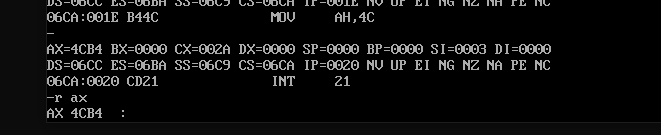 DS=06CC ES=06BA SS=06C9 CS=06CA IP=001E NV UP EI NG NZ NA PE NC
06CA:001E B44C MOV AH,4C
-
AX=4CB4 BX=0000 CX=002A DX=0000 SP=0000 BP=0000 SI=0003 DI=0000
DS=06CC ES=06BA SS=06C9 CS=06CA IP=0020 NV UP EI NG NZ NA PE NC
06CA:0020 CD21 INT 21
-r ax
AX 4CB4 :